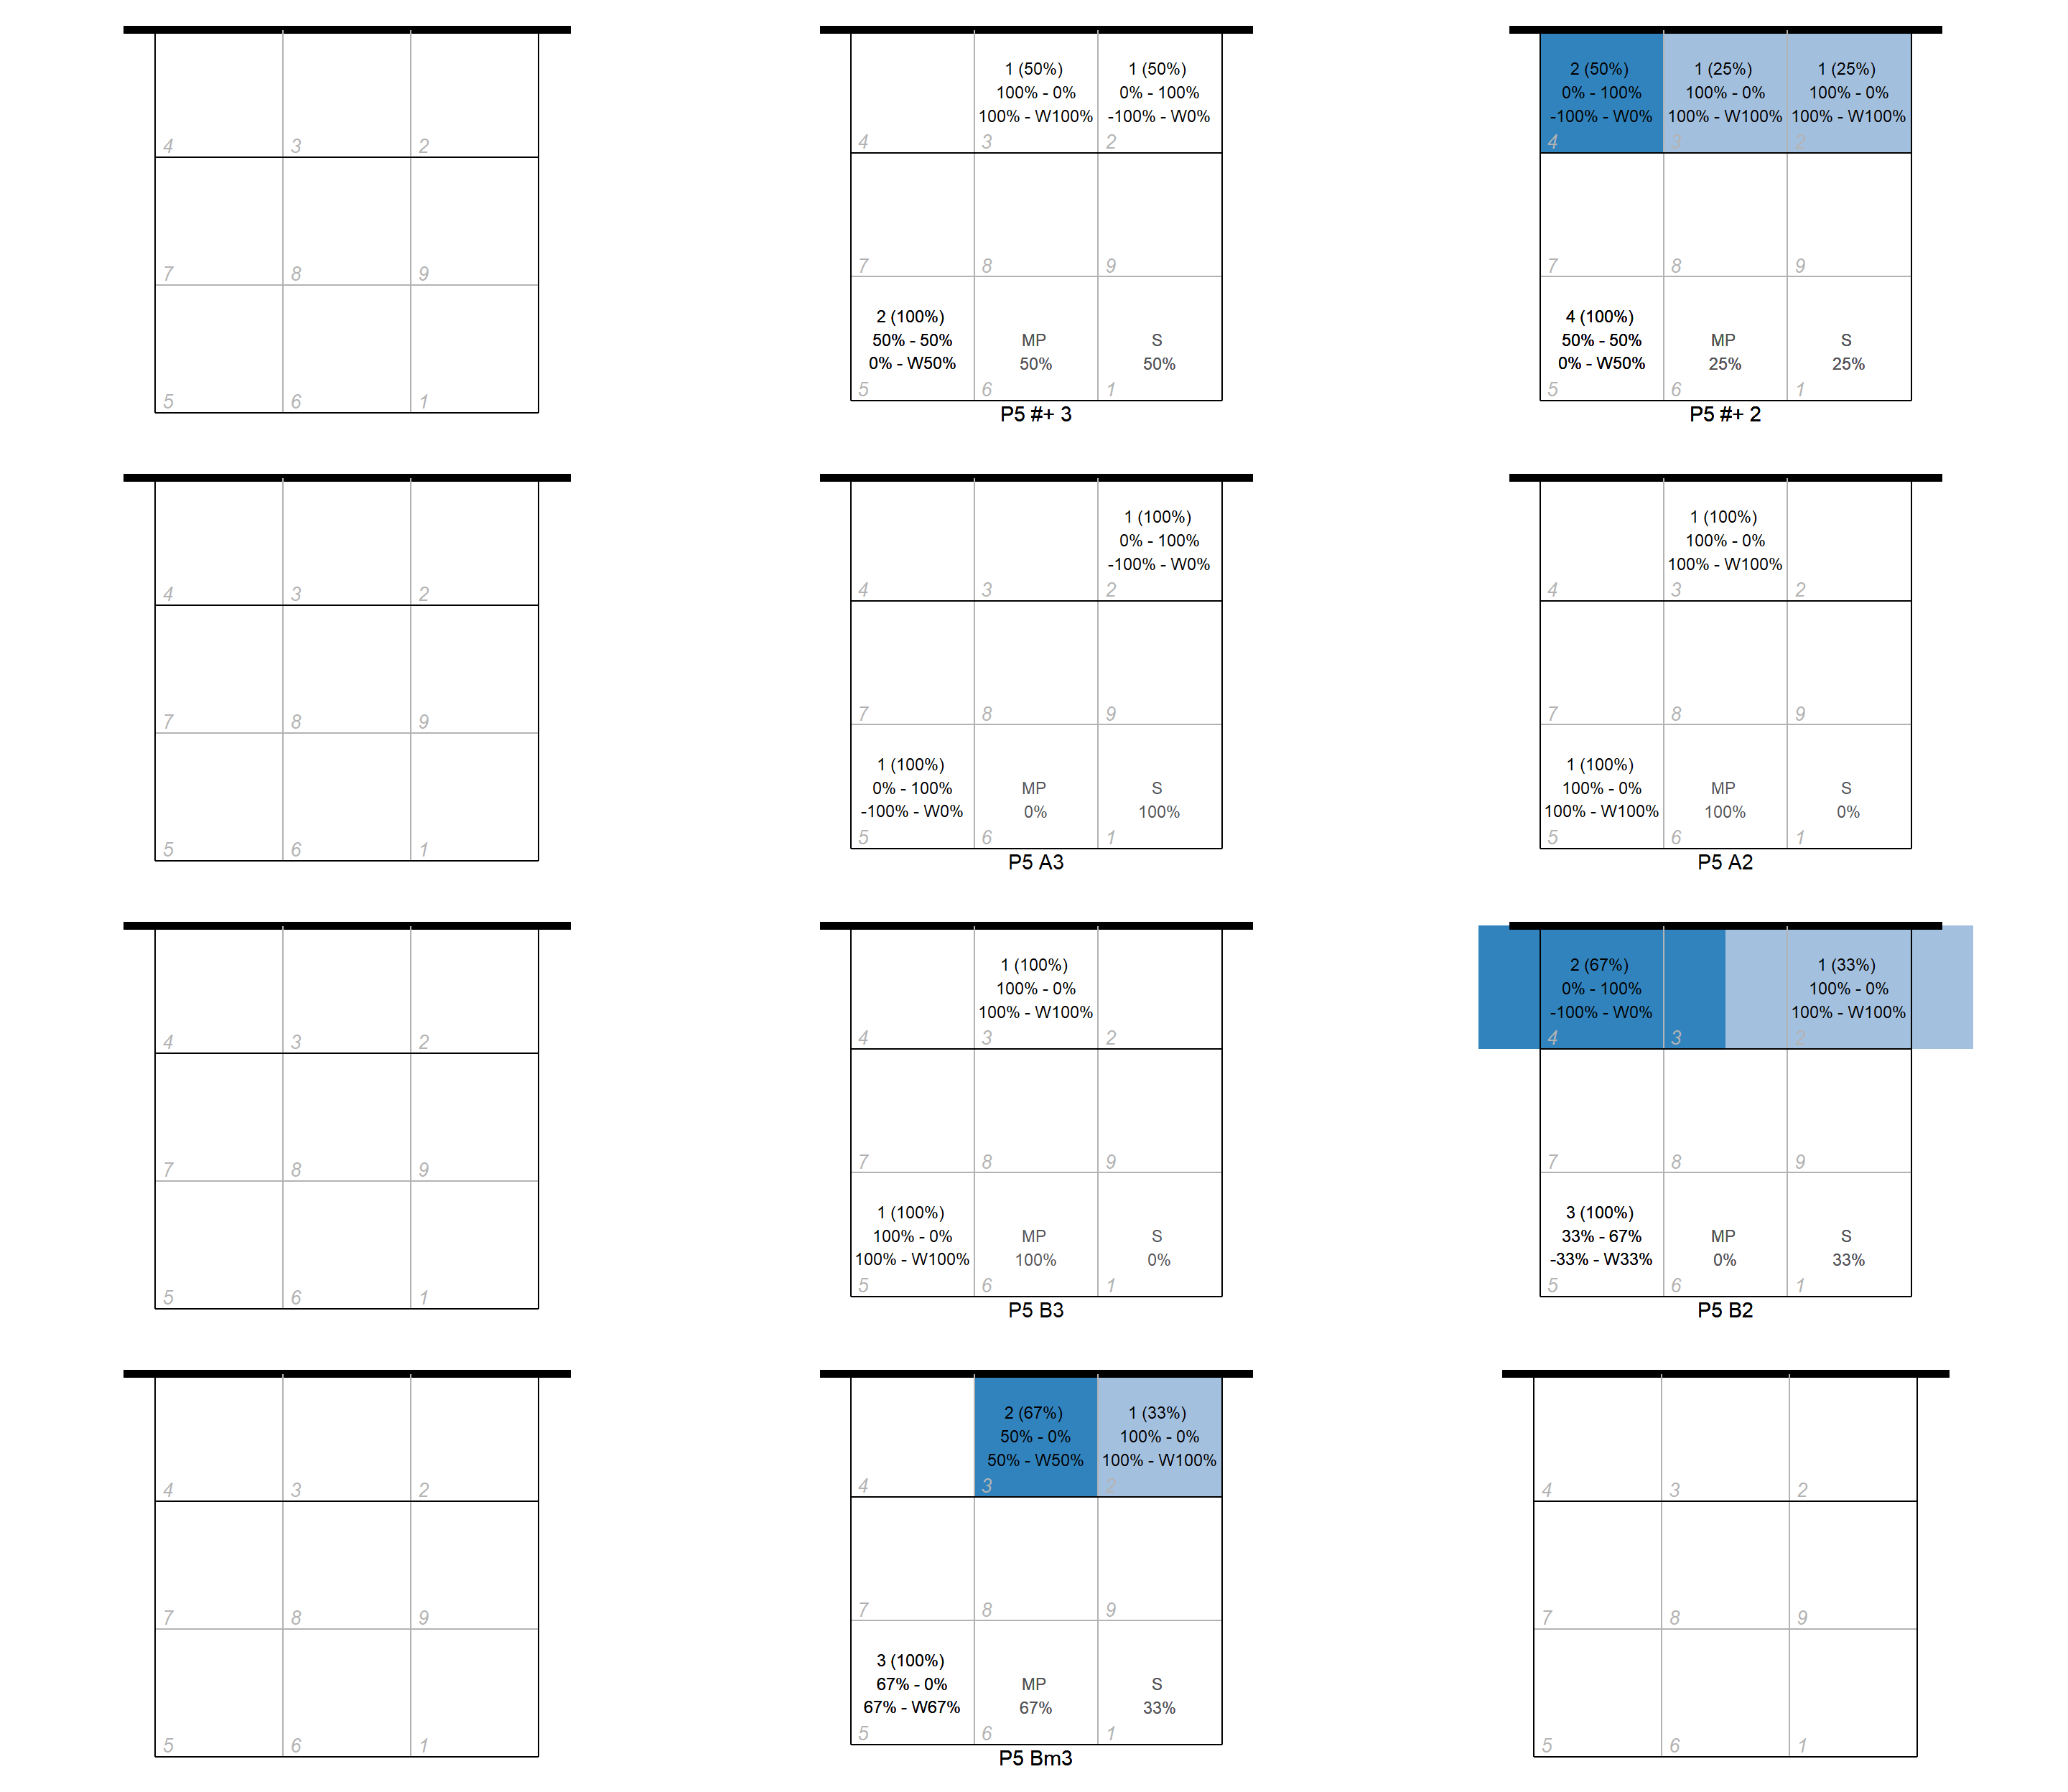 4 3 2
7 8 9
5 6 1
1 (50%)
100% - 0%
100% - W100%
1 (50%)
0% - 100%
-100% - W0%
4 3 2
7 8 9
2 (100%)
50% - 50%
0% - W50%
MP
50%
S
50%
5 6 1
P5 #+ 3
2 (50%)
0% - 100%
-100% - W0%
1 (25%)
100% - 0%
100% - W100%
1 (25%)
100% - 0%
100% - W100%
4 3 2
7 8 9
4 (100%)
50% - 50%
0% - W50%
MP
25%
S
25%
5 6 1
P5 #+ 2
4 3 2
7 8 9
5 6 1
1 (100%)
0% - 100%
-100% - W0%
4 3 2
7 8 9
1 (100%)
0% - 100%
-100% - W0%
MP
0%
S
100%
5 6 1
P5 A3
1 (100%)
100% - 0%
100% - W100%
4 3 2
7 8 9
1 (100%)
100% - 0%
100% - W100%
MP
100%
S
0%
5 6 1
P5 A2
4 3 2
7 8 9
5 6 1
1 (100%)
100% - 0%
100% - W100%
4 3 2
7 8 9
1 (100%)
100% - 0%
100% - W100%
MP
100%
S
0%
5 6 1
P5 B3
2 (67%)
0% - 100%
-100% - W0%
1 (33%)
100% - 0%
100% - W100%
4 3 2
7 8 9
3 (100%)
33% - 67%
-33% - W33%
MP
0%
S
33%
5 6 1
P5 B2
4 3 2
7 8 9
5 6 1
2 (67%)
50% - 0%
50% - W50%
1 (33%)
100% - 0%
100% - W100%
4 3 2
7 8 9
3 (100%)
67% - 0%
67% - W67%
MP
67%
S
33%
5 6 1
P5 Bm3
4 3 2
7 8 9
5 6 1